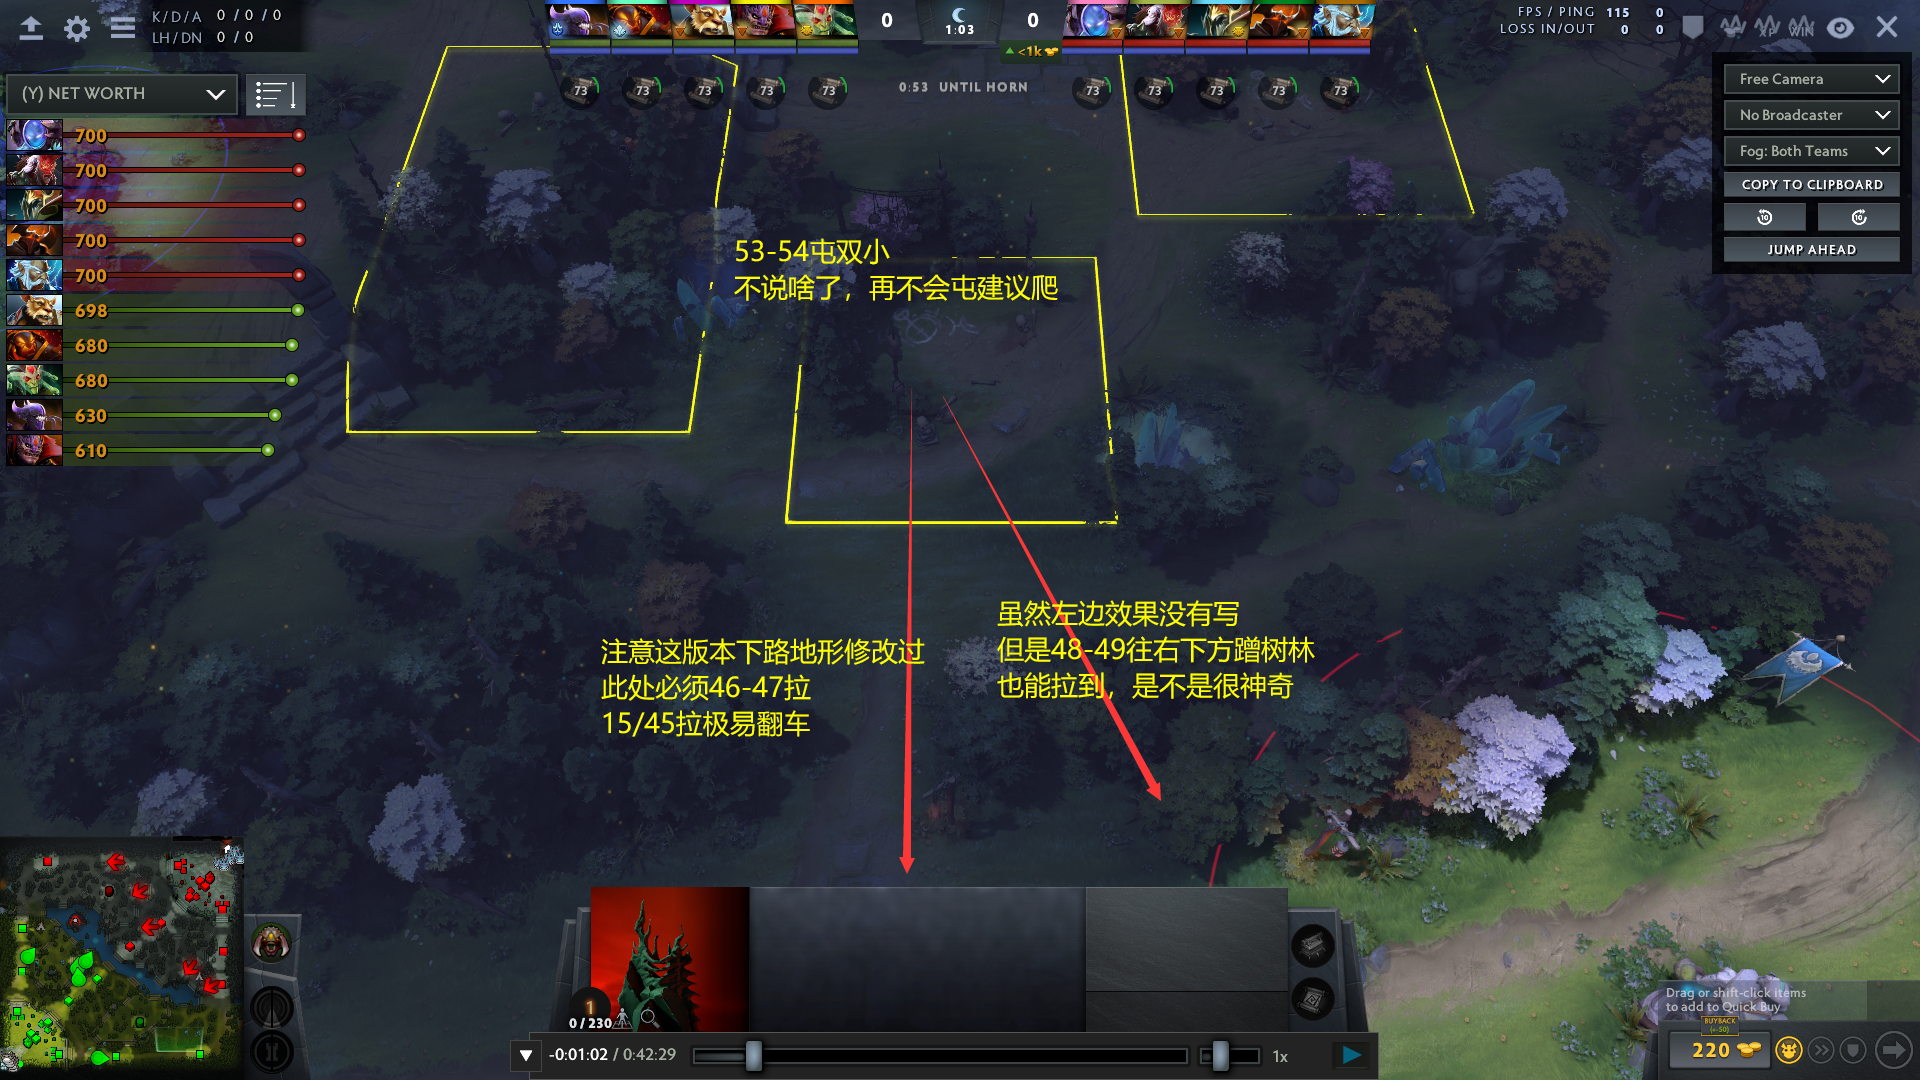 K/D/A 0 / 0 / 0
LH/DN 0 / 0
0
1:03
0
<1k
FPS / PING 115 0
LOSS IN/OUT 0 0
73 73 73 73 73
0:53 UNTIL HORN
73 73 73 73 73
(Y) NET WORTH
700
700
700
700
700
698
680
680
630
610
Free Camera
No Broadcaster
Fog: Both Teams
COPY TO CLIPBOARD
10 10
JUMP AHEAD
53-54屯双小
不说啥了，再不会屯建议爬
注意这版本下路地形修改过
此处必须46-47拉
15/45拉极易翻车
虽然左边效果没有写
但是48-49往右下方蹭树林
也能拉到，是不是很神奇
1
0 / 230
-0:01:02 / 0:42:29
1x
Drag or shift-click items
to add to Quick Buy
BUYBACK
(+-50)
220